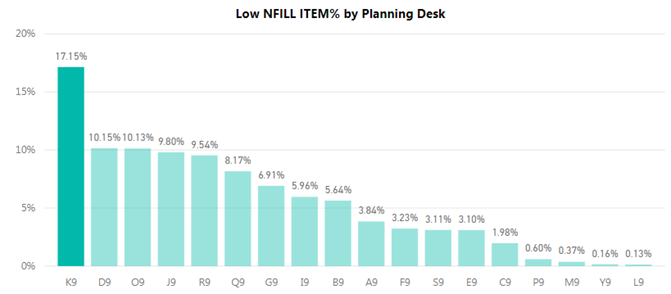 Low NFILL ITEM% by Planning Desk
20%
17.15%
15%
10.15% 10.13% 9.80% 9.54%
10%
8.17%
6.91%
5.96% 5.64%
5%
3.84%
3.23% 3.11% 3.10%
1.98%
0.60% 0.37% 0.16% 0.13%
0%
K9 D9 O9 J9 R9 Q9 G9 I9 B9 A9 F9 S9 E9 C9 P9 M9 Y9 L9